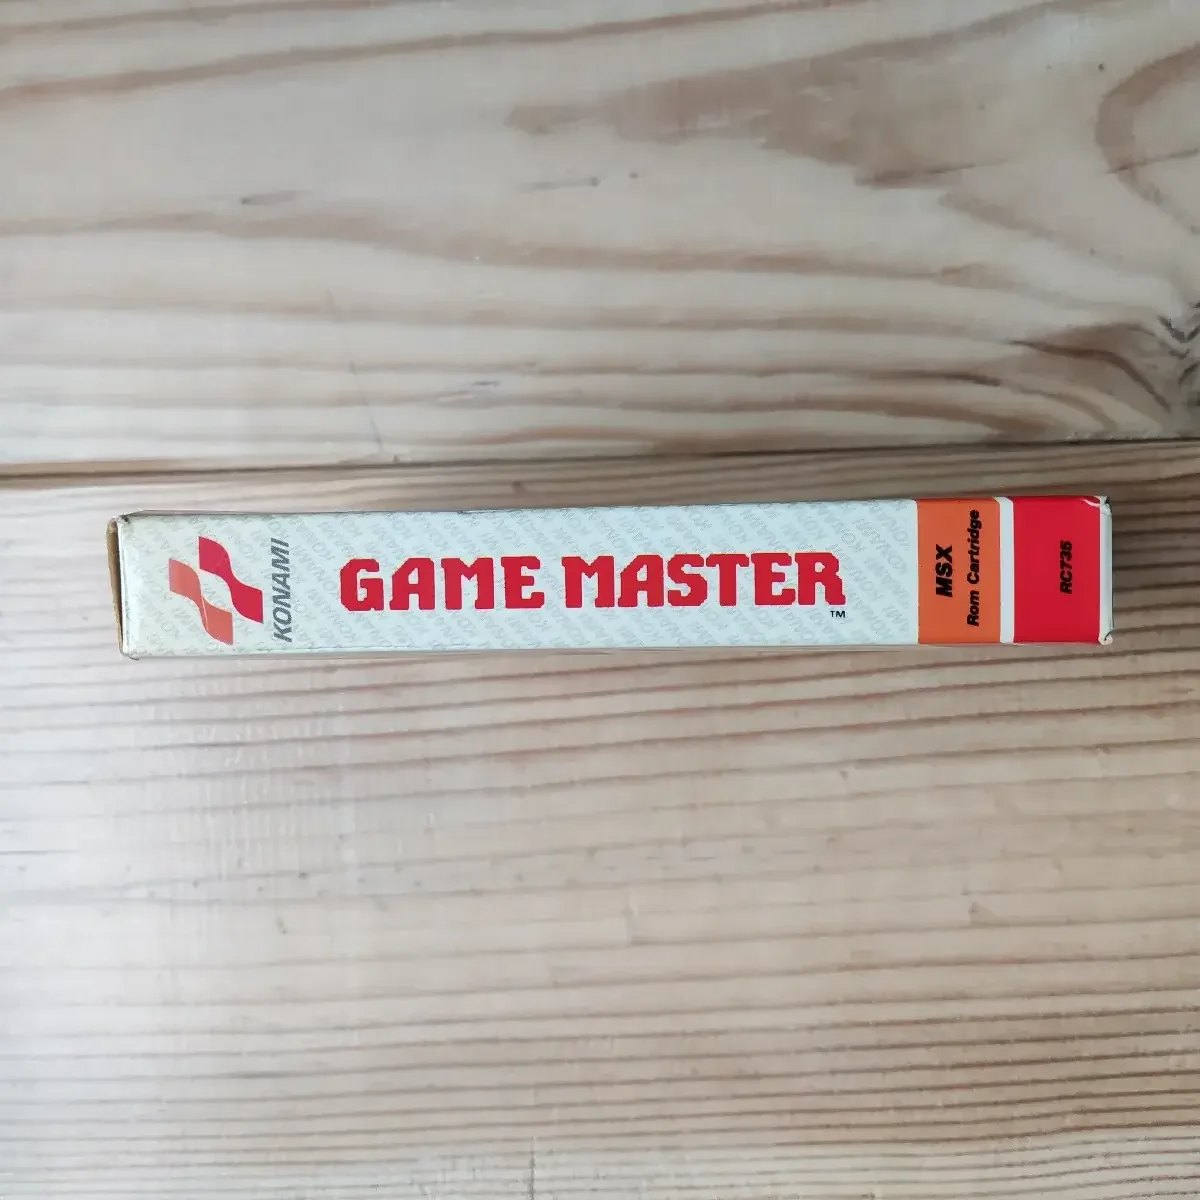 KONAMI
GAME MASTER
™
MSX
Rom Cartridge
RC735